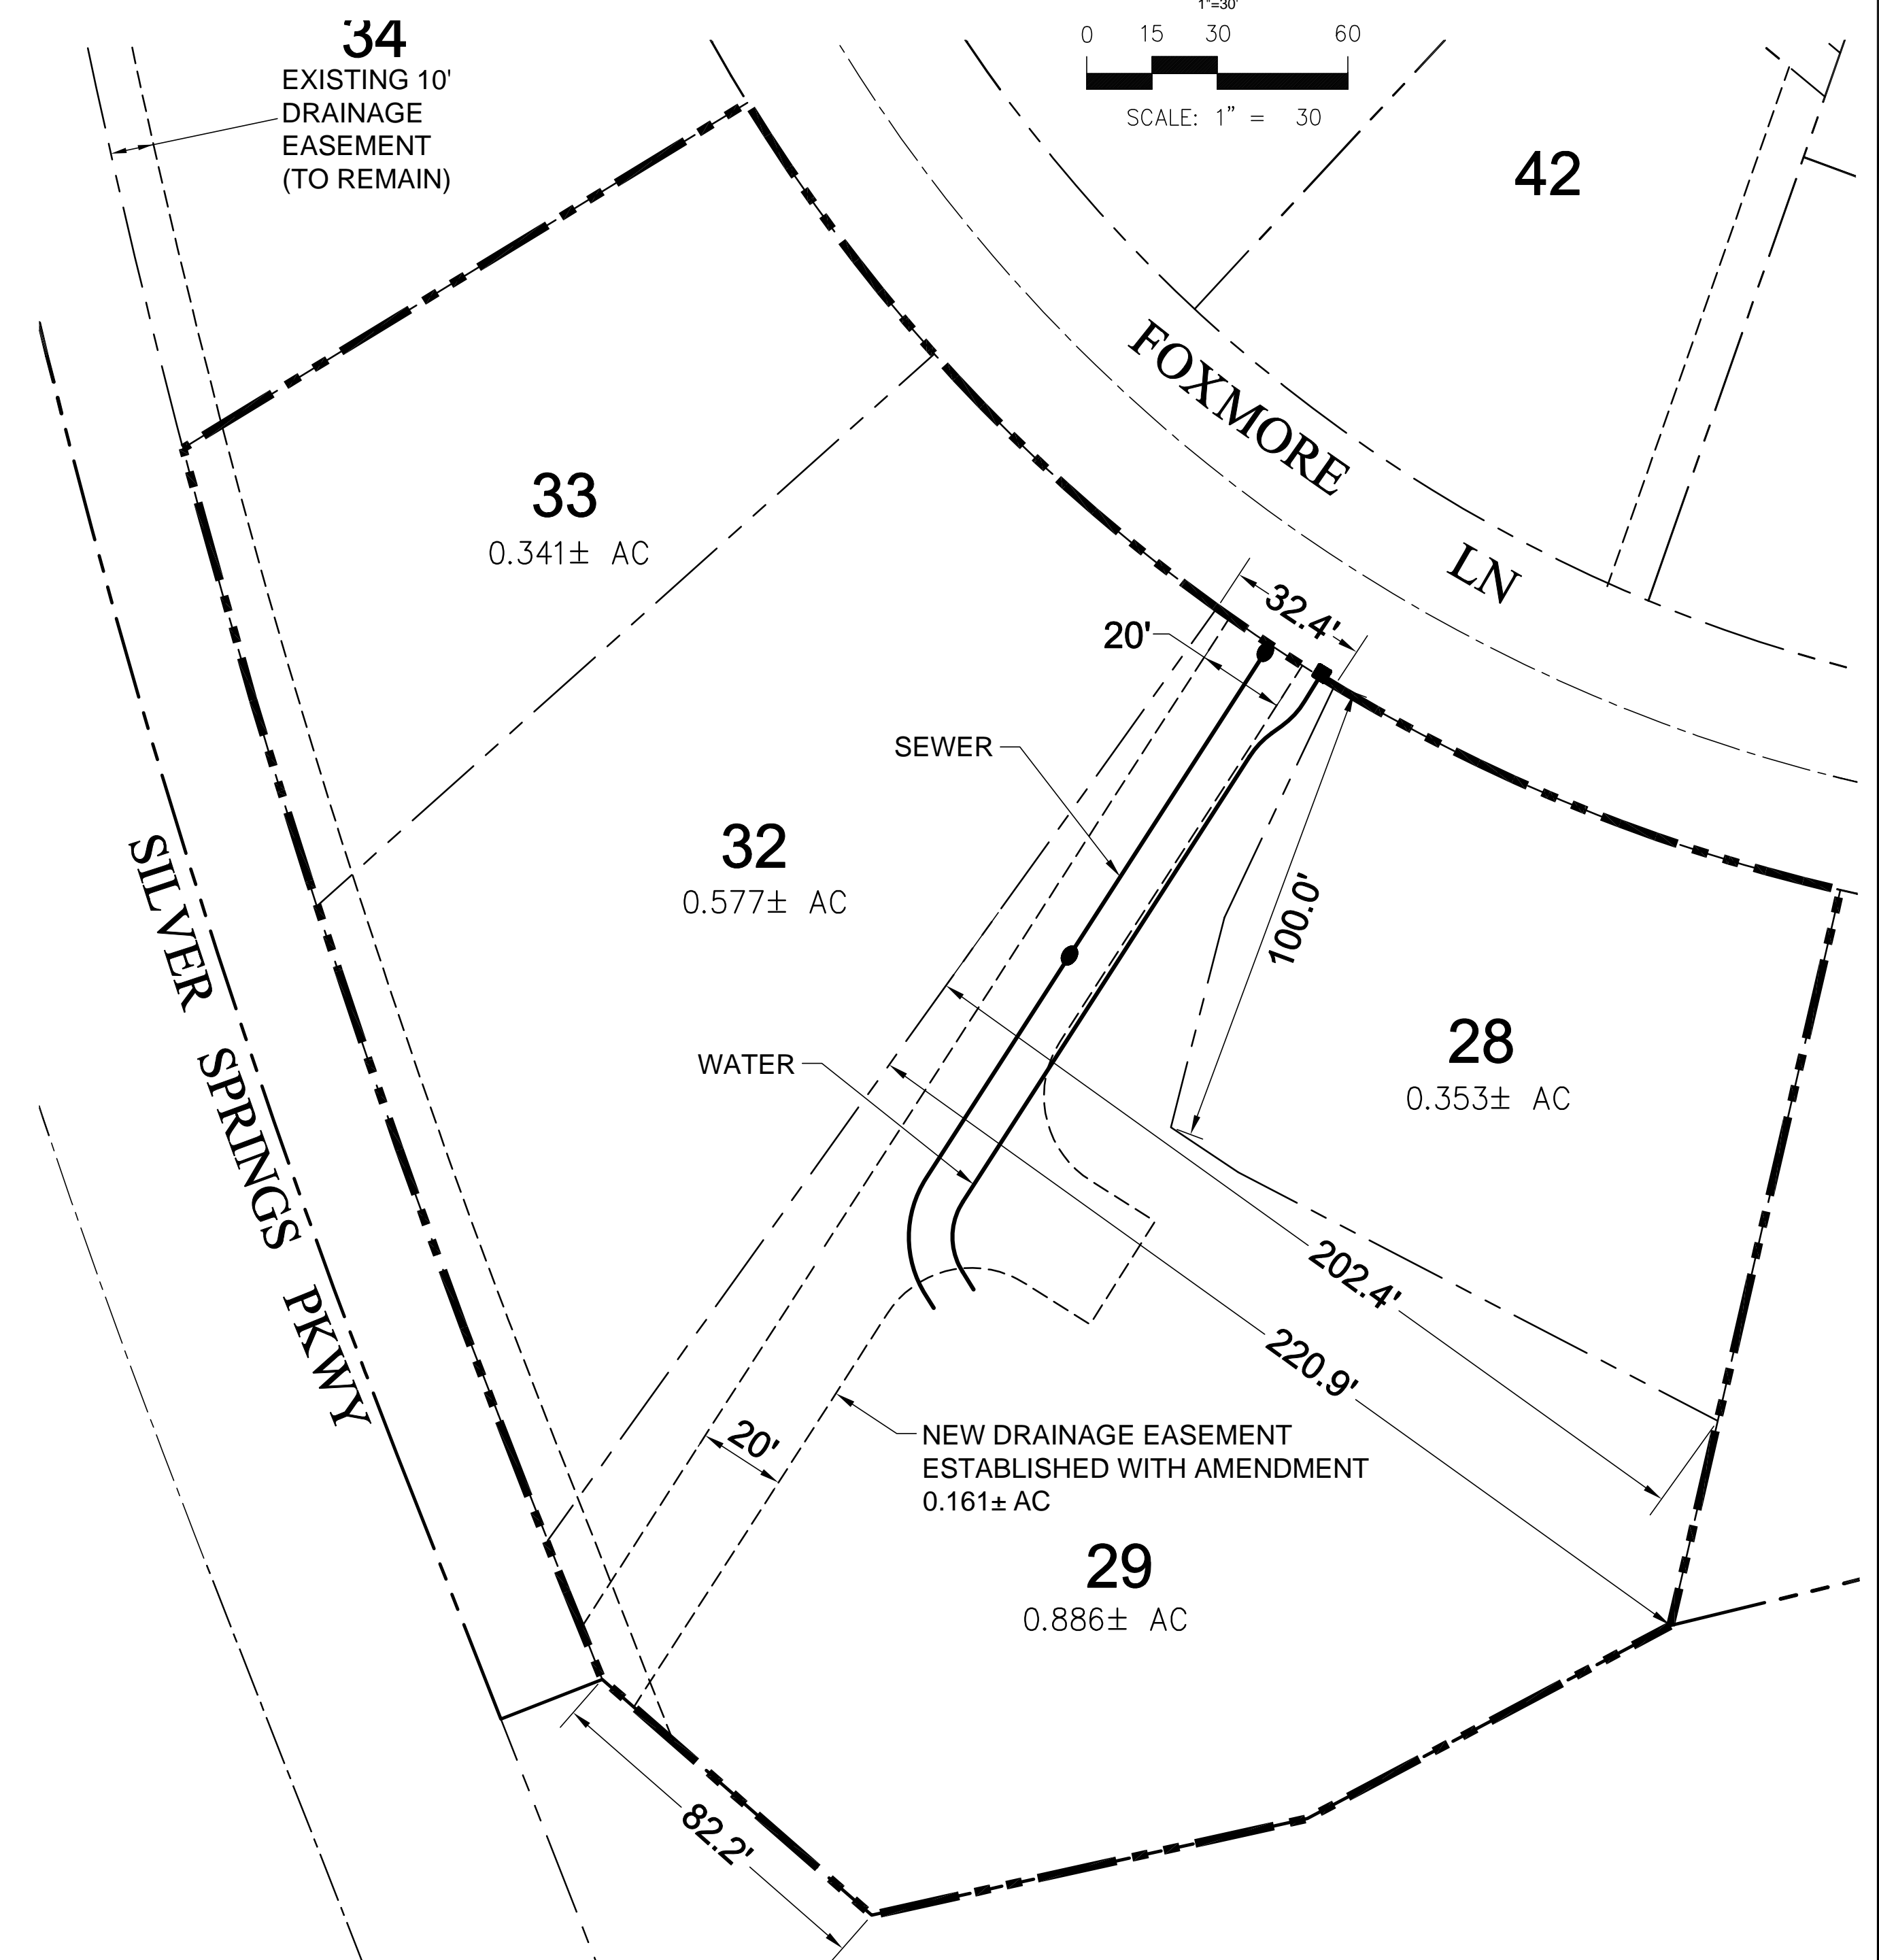 1"=30'
0 15 30 60
SCALE: 1” = 30
34
EXISTING 10'
DRAINAGE
EASEMENT
(TO REMAIN)
42
FOXMORE LN
33
0.341± AC
32.4'
20'
SEWER
32
0.577± AC
100.0'
SILVER SPRINGS PKWY
28
0.353± AC
WATER
202.4'
220.9'
20'
NEW DRAINAGE EASEMENT
ESTABLISHED WITH AMENDMENT
0.161± AC
29
0.886± AC
82.2'